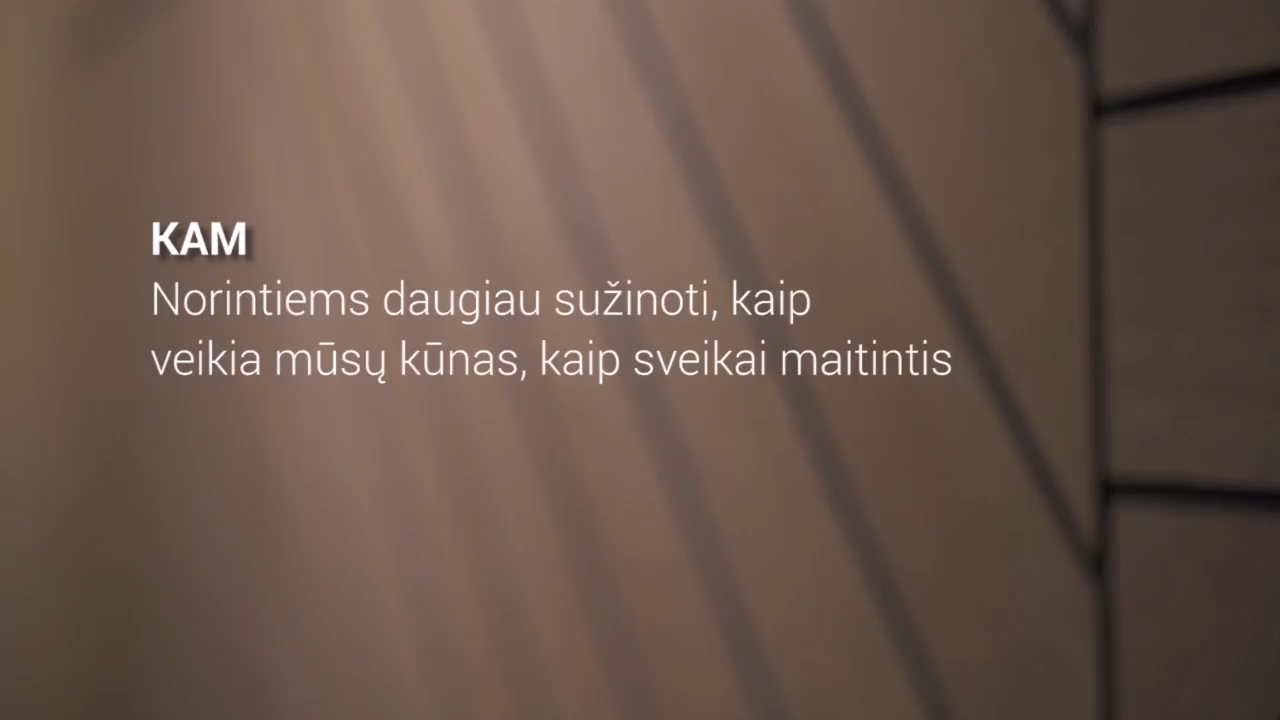 KAM
Norintiems daugiau sužinoti, kaip
veikia mūsų kūnas, kaip sveikai maitintis